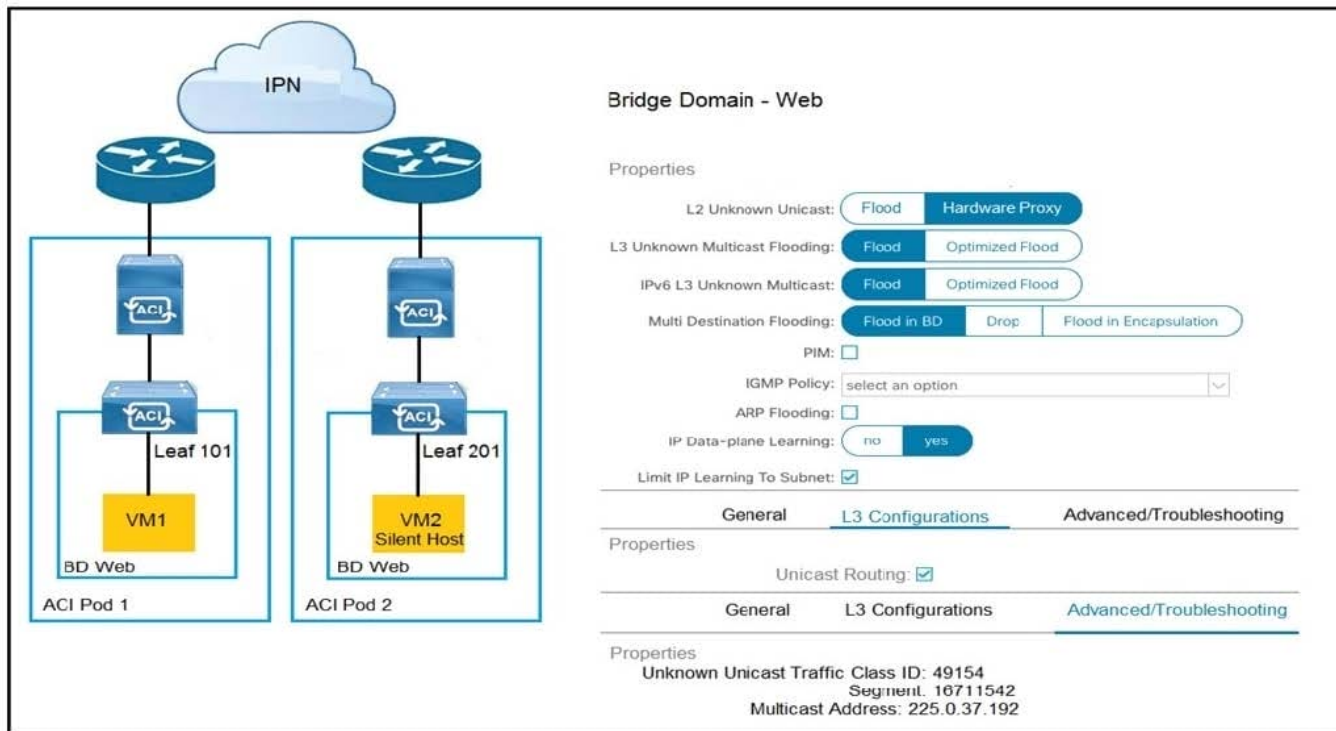 IPN
ACI
ACI
ACI
Leaf 101
ACI
Leaf 201
VM1
VM2
Silent Host
BD Web
BD Web
ACI Pod 1
ACI Pod 2
Bridge Domain - Web
Properties
L2 Unknown Unicast: Flood Hardware Proxy
L3 Unknown Multicast Flooding: Flood Optimized Flood
IPv6 L3 Unknown Multicast: Flood Optimized Flood
Multi Destination Flooding: Flood in BD Drop Flood in Encapsulation
PIM:
IGMP Policy: select an option
ARP Flooding:
IP Data-plane Learning: no yes
Limit IP Learning To Subnet:
General L3 Configurations Advanced/Troubleshooting
Properties
Unicast Routing:
General L3 Configurations Advanced/Troubleshooting
Properties
Unknown Unicast Traffic Class ID: 49154
Segment: 16711542
Multicast Address: 225.0.37.192